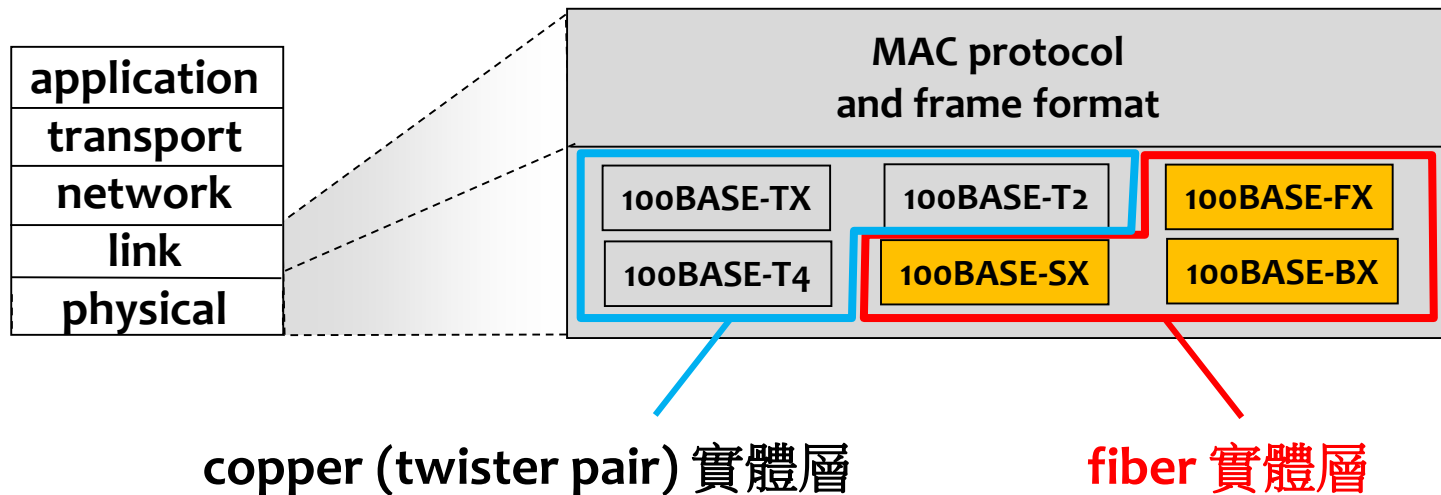 application
transport
network
link
physical
MAC protocol
and frame format
100BASE-TX
100BASE-T2
100BASE-FX
100BASE-T4
100BASE-SX
100BASE-BX
copper (twister pair) 實體層
fiber 實體層